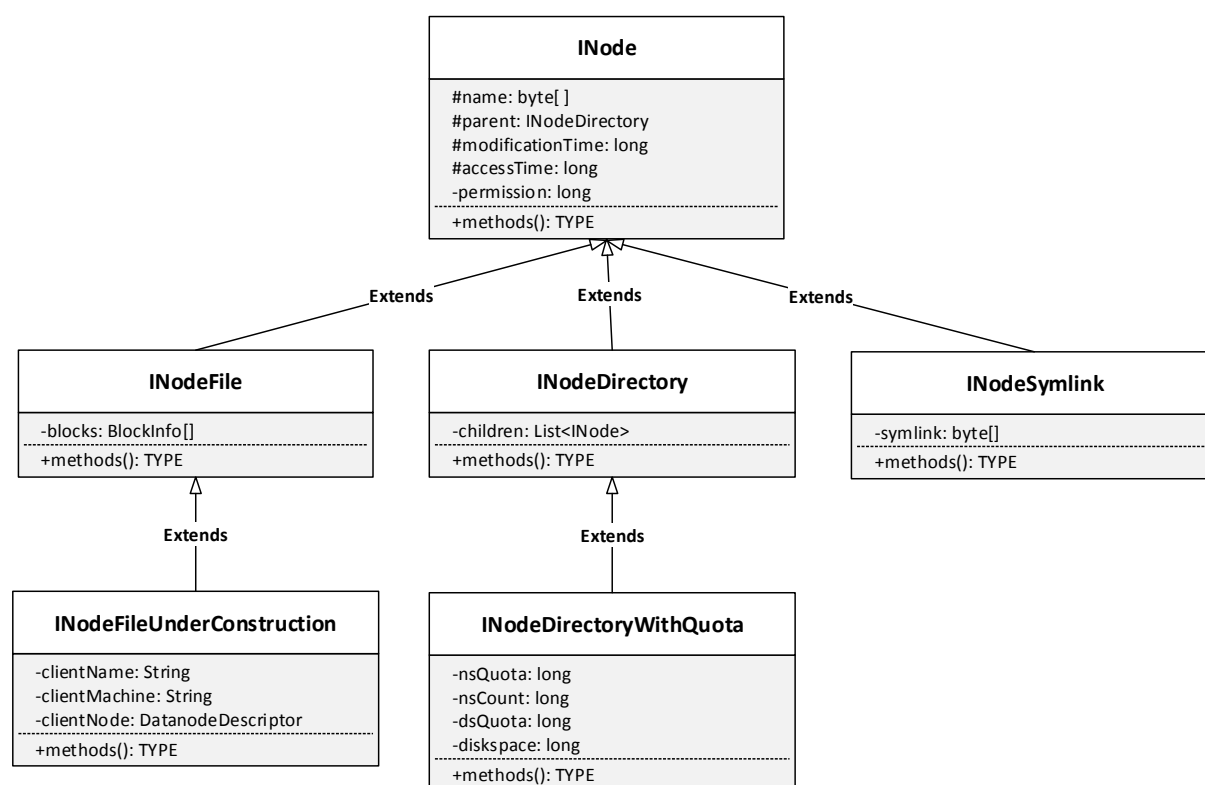 INode
#name: byte[ ]
#parent: INodeDirectory
#modificationTime: long
#accessTime: long
-permission: long
+methods(): TYPE
Extends
Extends
Extends
INodeFile
-blocks: BlockInfo[]
+methods(): TYPE
INodeDirectory
-children: List<INode>
+methods(): TYPE
INodeSymlink
-symlink: byte[]
+methods(): TYPE
Extends
Extends
INodeFileUnderConstruction
-clientName: String
-clientMachine: String
-clientNode: DatanodeDescriptor
+methods(): TYPE
INodeDirectoryWithQuota
-nsQuota: long
-nsCount: long
-dsQuota: long
-diskspace: long
+methods(): TYPE